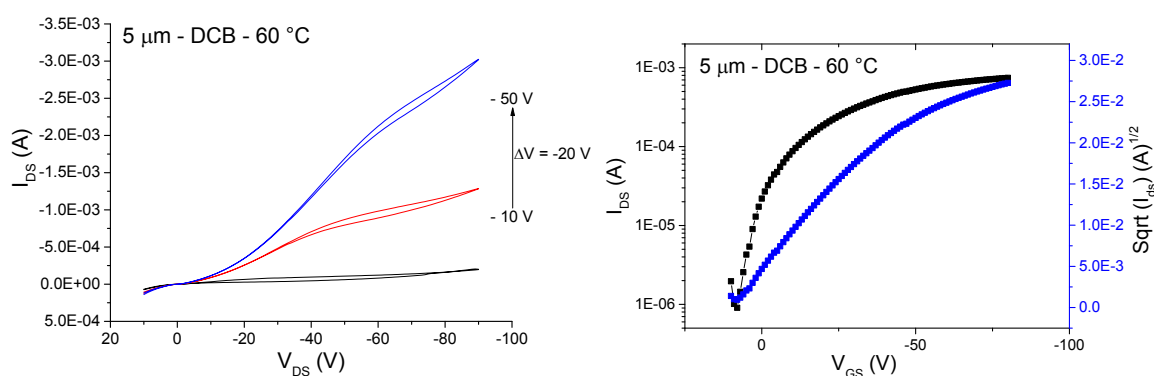 5 μm - DCB - 60 °C
-3.5E-03
-3.0E-03
-2.5E-03
-2.0E-03
-1.5E-03
-1.0E-03
-5.0E-04
0.0E+00
5.0E-04
I_DS (A)
20 0 -20 -40 -60 -80 -100
V_DS (V)
- 50 V
ΔV = -20 V
- 10 V
5 μm - DCB - 60 °C
1E-03
1E-04
1E-05
1E-06
I_DS (A)
0 -50 -100
V_GS (V)
3.0E-2
2.5E-2
2.0E-2
1.5E-2
1.0E-2
5.0E-3
0.0
Sqrt (I_ds) (A)^1/2